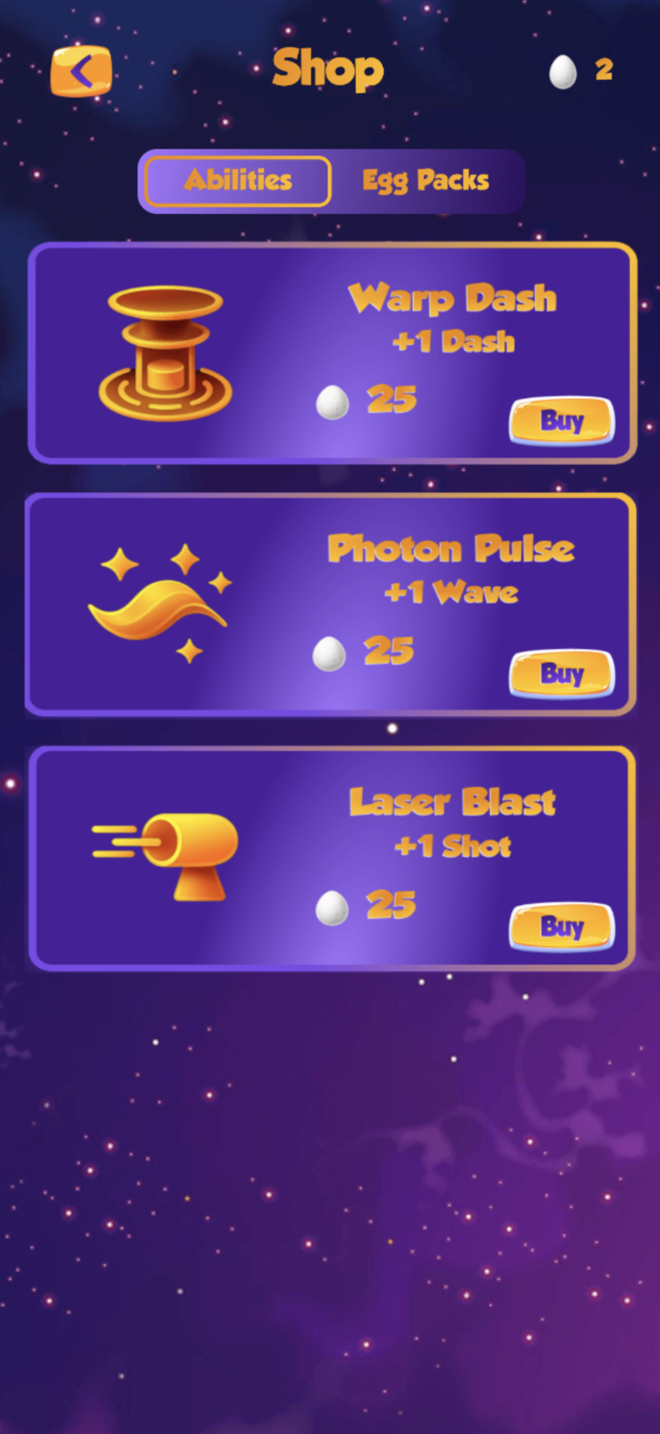 Shop
2
Abilities
Egg Packs
Warp Dash
+1 Dash
25
Buy
Photon Pulse
+1 Wave
25
Buy
Laser Blast
+1 Shot
25
Buy